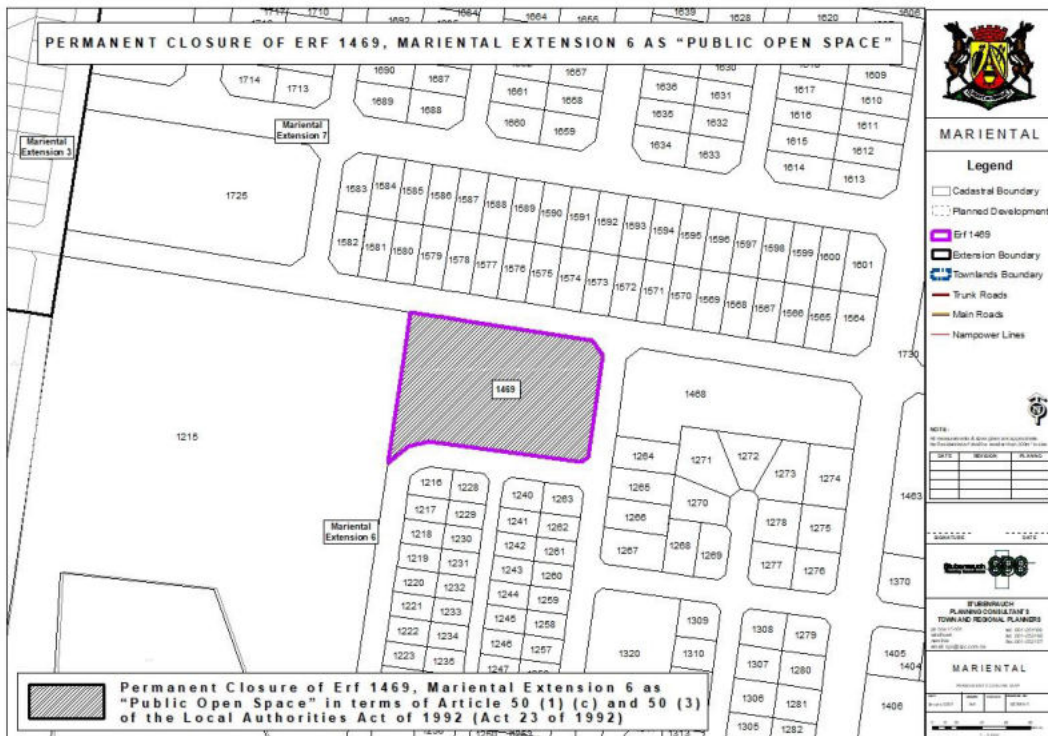 PERMANENT CLOSURE OF ERF 1469, MARIENTAL EXTENSION 6 AS “PUBLIC OPEN SPACE”
1714
1713
1690
1687
1689
1688
1661
1667
1668
1660
1659
1636
1630
1631
1635
1632
1634
1633
1617
1609
1616
1610
1615
1611
1614
1612
1613
Mariental
Extension 3
Mariental
Extension 7
1725
1583 1584 1585 1586 1587 1588 1589 1590 1591 1592 1593 1594 1595 1596 1597 1598 1599 1600 1601
1582 1581 1580 1579 1578 1577 1576 1575 1574 1573 1572 1571 1570 1569 1568 1567 1566 1565 1564
1730
1469
1468
1215
1264
1271
1272
1273
1274
1265
1270
1266
1278
1275
1267
1268
1269
1277
1276
1463
1370
Mariental
Extension 6
1216 1228
1217 1229
1218 1230
1219 1231
1220 1232
1221 1233
1222 1234
1223 1235
1240 1263
1241 1262
1242 1261
1243 1260
1244 1259
1245 1258
1246 1257
1247
1320
1309
1310
1308 1279
1307 1280
1306 1281
1305 1282
1405
1404
1406
Permanent Closure of Erf 1469, Mariental Extension 6 as
“Public Open Space” in terms of Article 50 (1) (c) and 50 (3)
of the Local Authorities Act of 1992 (Act 23 of 1992)
MARIENTAL
Legend
Cadastral Boundary
Planned Development
Erf 1469
Extension Boundary
Townlands Boundary
Trunk Roads
Main Roads
Nampower Lines
NOTE:
DATE REVISION PLANNO
SIGNATURE DATE
Stubenrauch
STUBENRAUCH
PLANNING CONSULTANTS
TOWN AND REGIONAL PLANNERS
MARIENTAL